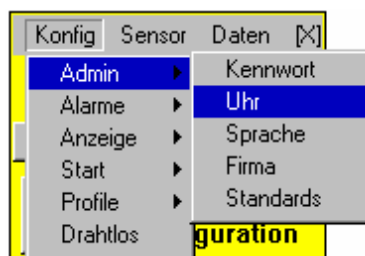 Konfig Sensor Daten [X]
Admin
Alarme
Anzeige
Start
Profile
Drahtlos
Kennwort
Uhr
Sprache
Firma
Standards
guration